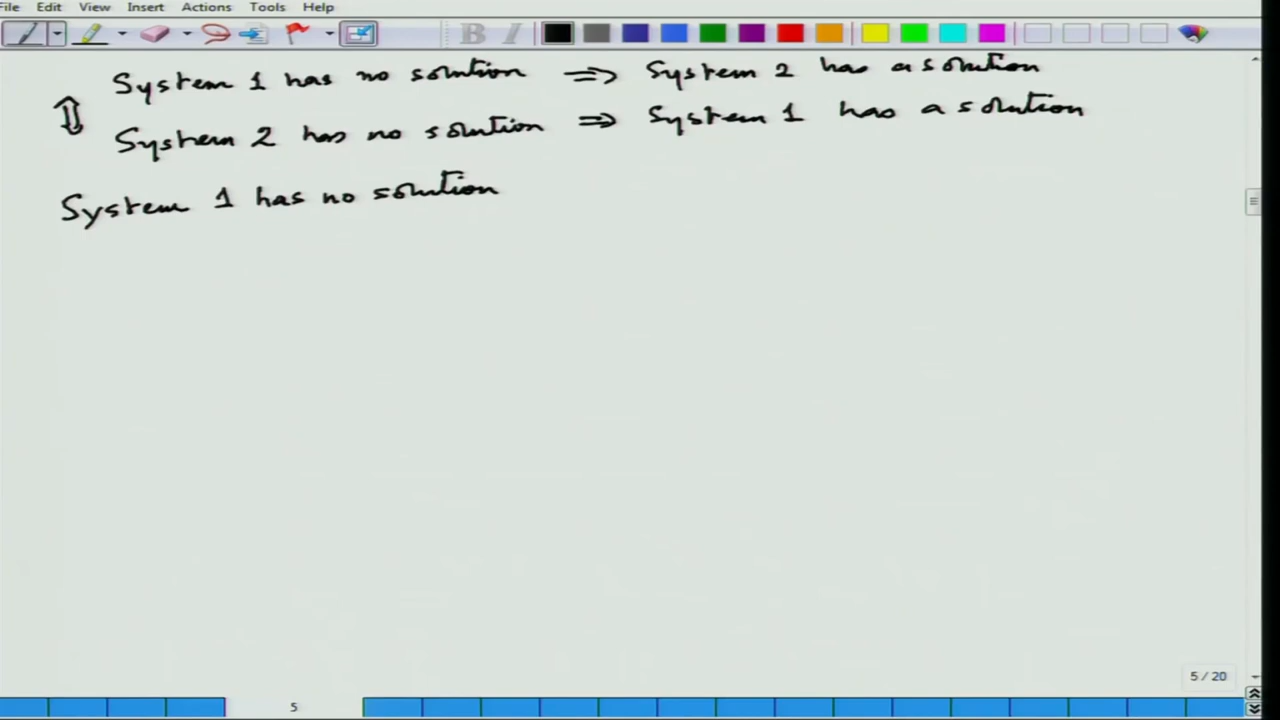 File Edit View Insert Actions Tools Help
B I
System 1 has no solution ⇒ System 2 has a solution
⇕
System 2 has no solution ⇒ System 1 has a solution
System 1 has no solution
5 / 20
5